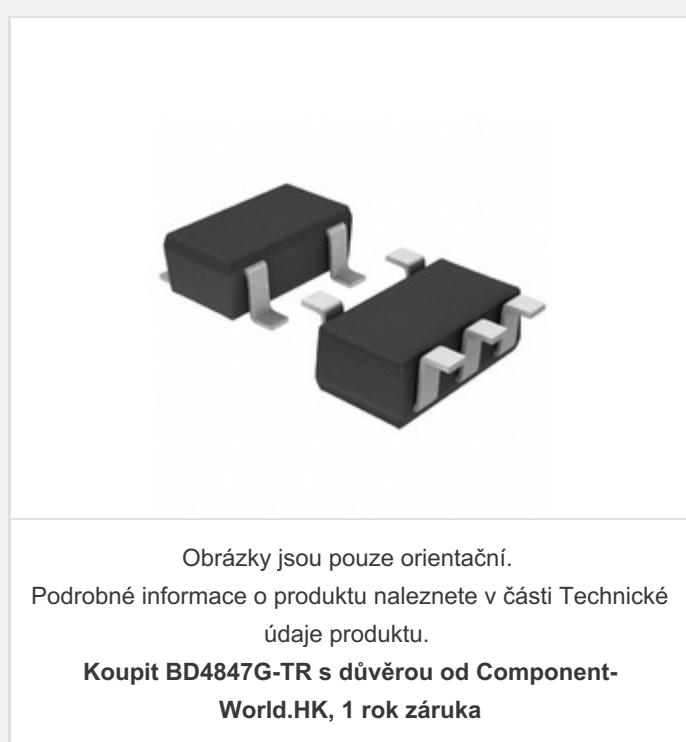 Obrázky jsou pouze orientační.
Podrobné informace o produktu naleznete v části Technické
údaje produktu.
Koupit BD4847G-TR s důvěrou od Component-
World.HK, 1 rok záruka